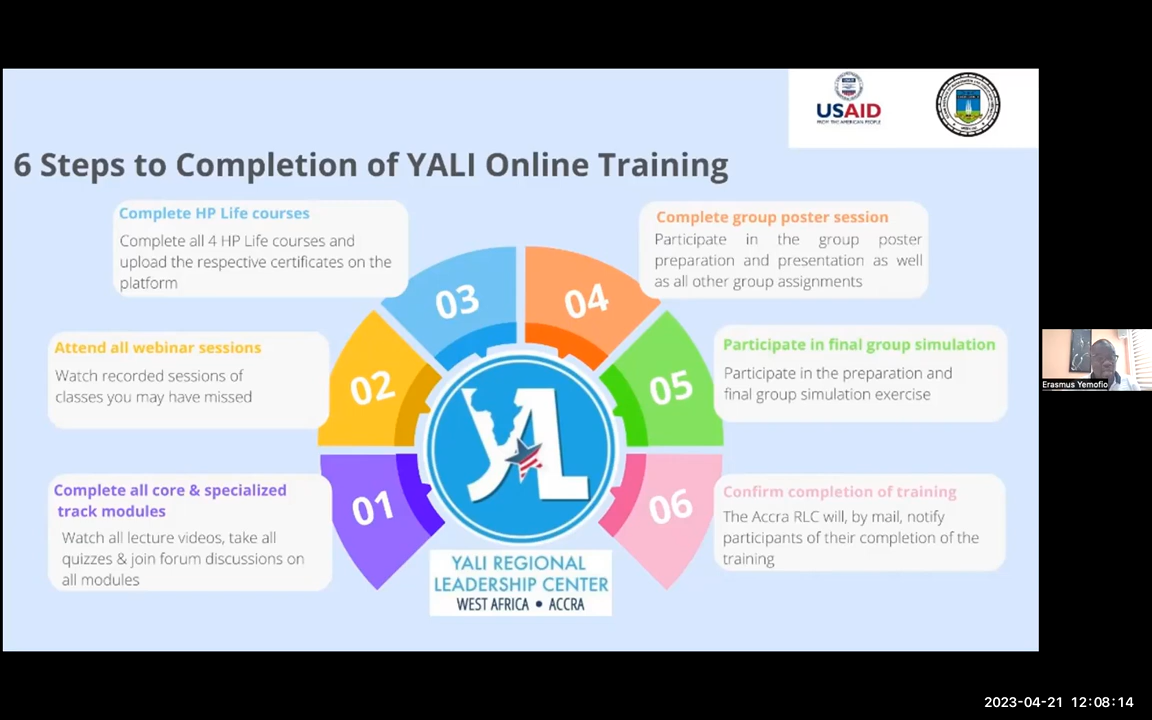 USAID
FROM THE AMERICAN PEOPLE
6 Steps to Completion of YALI Online Training
Complete HP Life courses
Complete all 4 HP Life courses and
upload the respective certificates on the
platform
Complete group poster session
Participate in the group poster
preparation and presentation as well
as all other group assignments
03
04
Attend all webinar sessions
Watch recorded sessions of
classes you may have missed
02
05
Participate in final group simulation
Participate in the preparation and
final group simulation exercise
Erasmus Yemofio
Complete all core & specialized
track modules
Watch all lecture videos, take all
quizzes & join forum discussions on
all modules
01
06
Confirm completion of training
The Accra RLC will, by mail, notify
participants of their completion of the
training
YALI
YALI REGIONAL
LEADERSHIP CENTER
WEST AFRICA • ACCRA
2023-04-21 12:08:14